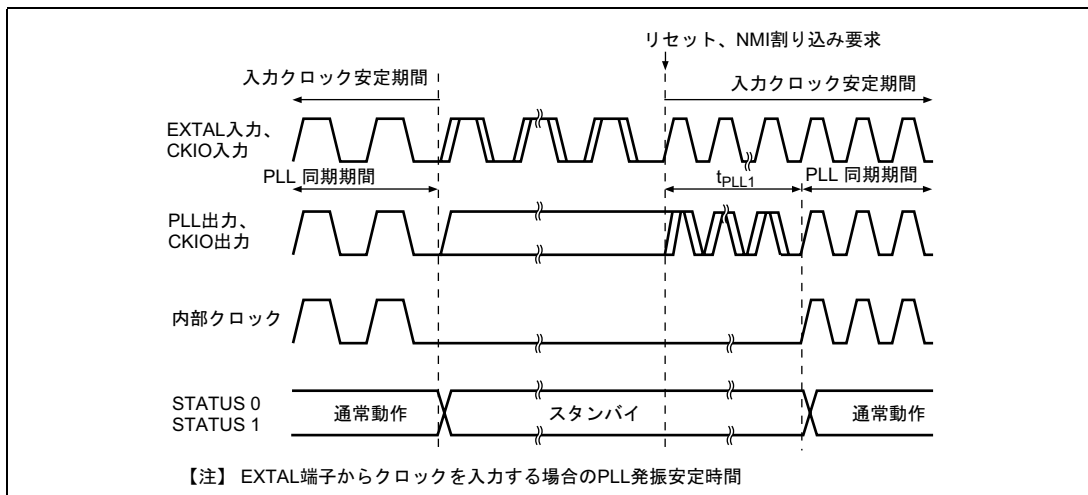 リセット、NMI割り込み要求
入力クロック安定期間
入力クロック安定期間
EXTAL入力、
CKIO入力
PLL 同期期間
tPLL1
PLL 同期期間
PLL出力、
CKIO出力
内部クロック
STATUS 0
STATUS 1
通常動作
スタンバイ
通常動作
【注】 EXTAL端子からクロックを入力する場合のPLL発振安定時間